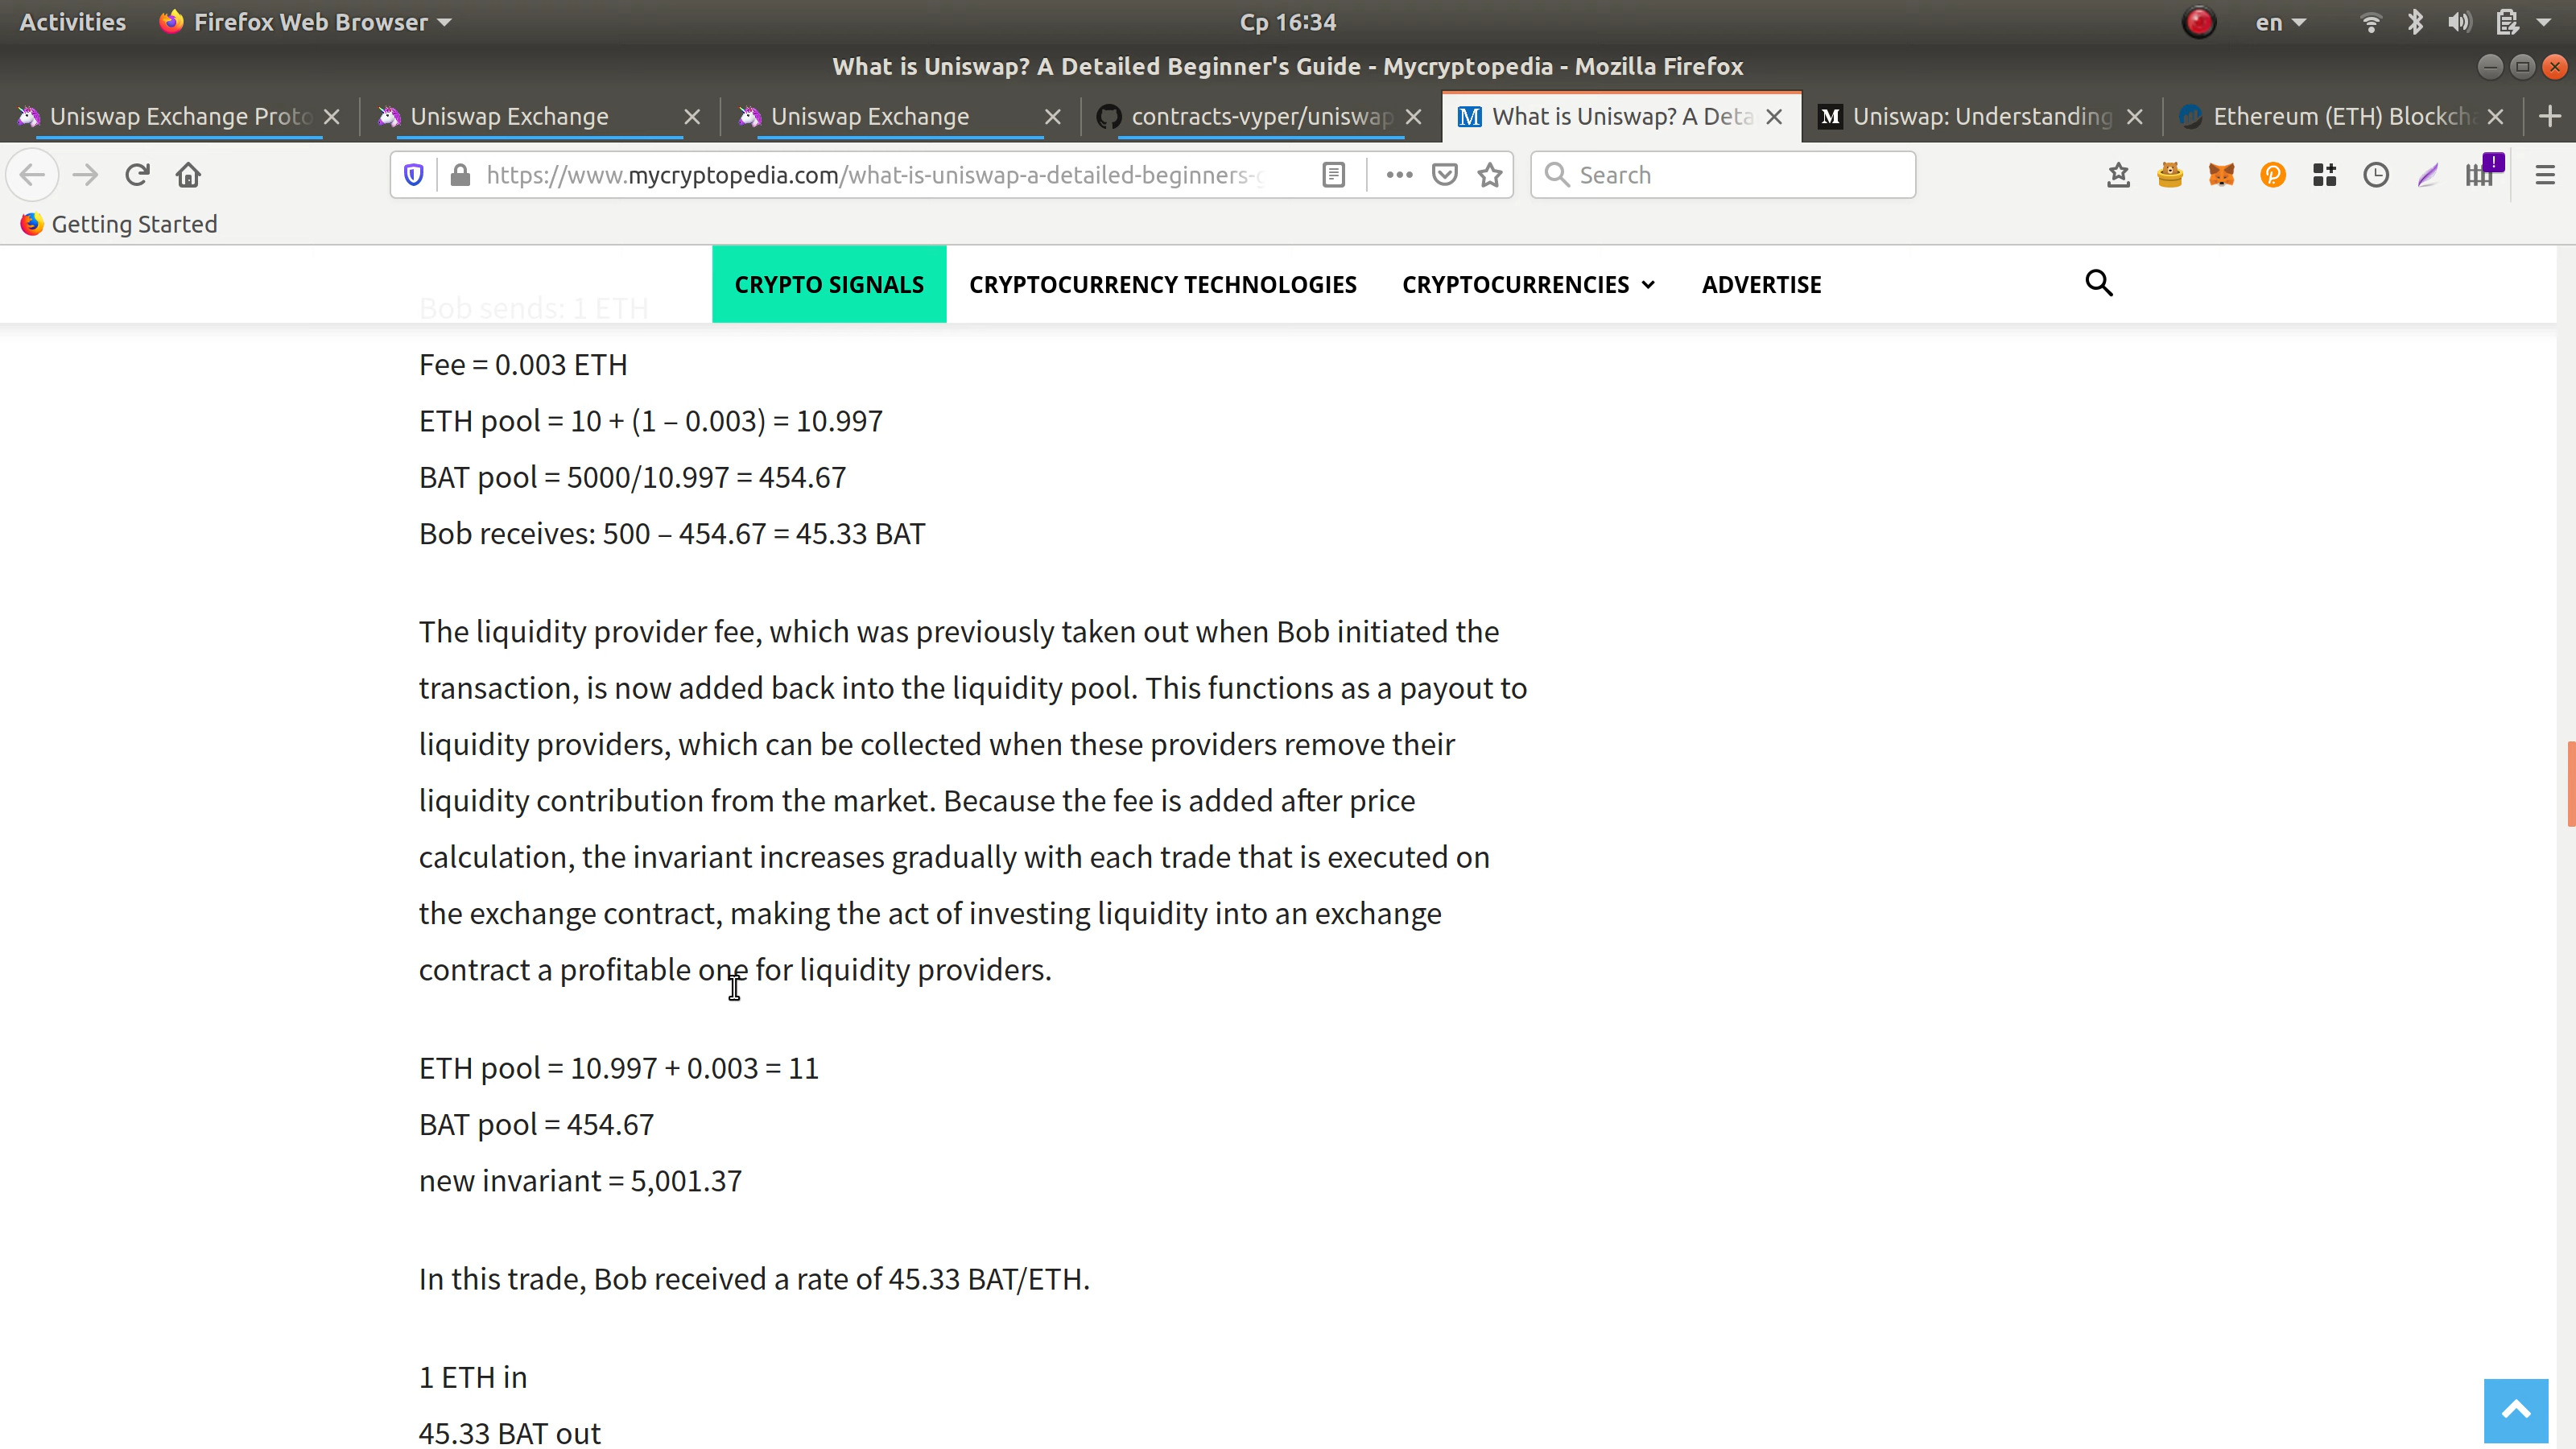 Activities Firefox Web Browser Ср 16:34 en
What is Uniswap? A Detailed Beginner's Guide - Mycryptopedia - Mozilla Firefox
Uniswap Exchange Proto Uniswap Exchange Uniswap Exchange contracts-vyper/uniswap M What is Uniswap? A Deta M Uniswap: Understanding Ethereum (ETH) Blockch
https://www.mycryptopedia.com/what-is-uniswap-a-detailed-beginners-g Search !
Getting Started
CRYPTO SIGNALS CRYPTOCURRENCY TECHNOLOGIES CRYPTOCURRENCIES ADVERTISE
Bob sends: 1 ETH
Fee = 0.003 ETH
ETH pool = 10 + (1 – 0.003) = 10.997
BAT pool = 5000/10.997 = 454.67
Bob receives: 500 – 454.67 = 45.33 BAT
The liquidity provider fee, which was previously taken out when Bob initiated the
transaction, is now added back into the liquidity pool. This functions as a payout to
liquidity providers, which can be collected when these providers remove their
liquidity contribution from the market. Because the fee is added after price
calculation, the invariant increases gradually with each trade that is executed on
the exchange contract, making the act of investing liquidity into an exchange
contract a profitable one for liquidity providers.
ETH pool = 10.997 + 0.003 = 11
BAT pool = 454.67
new invariant = 5,001.37
In this trade, Bob received a rate of 45.33 BAT/ETH.
1 ETH in
45.33 BAT out